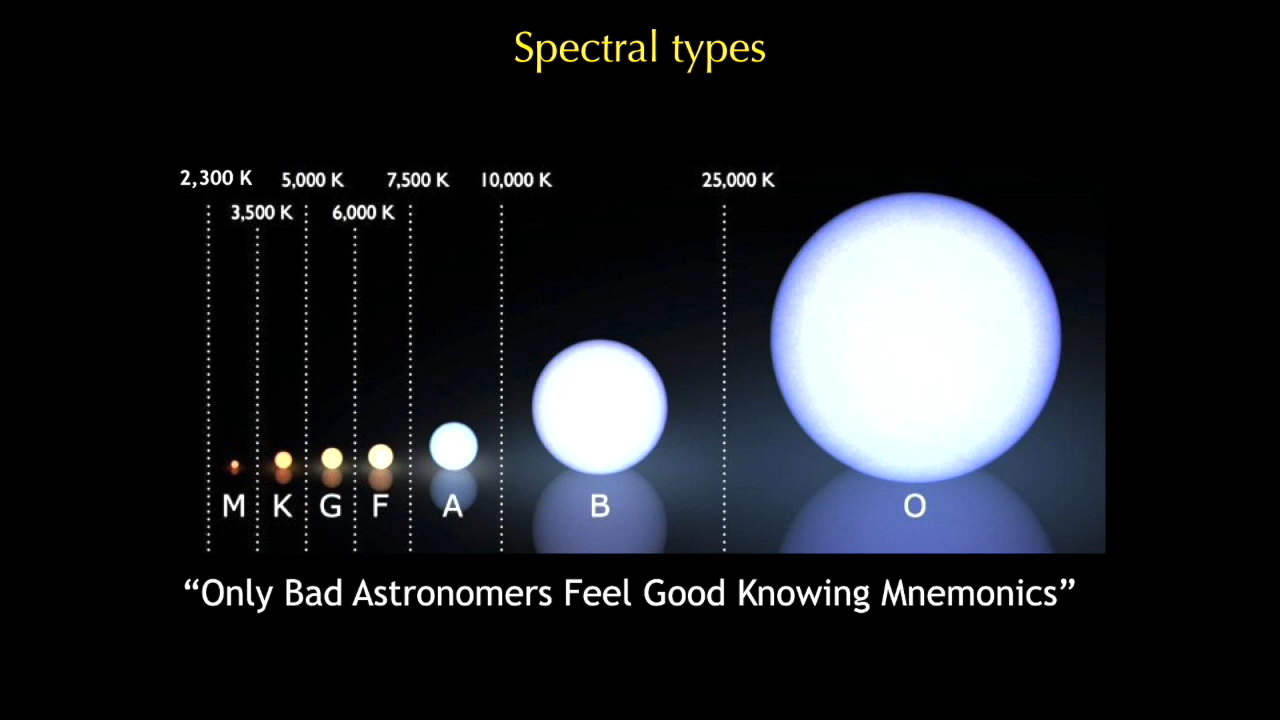 Spectral types
2,300 K 5,000 K 7,500 K 10,000 K 25,000 K
3,500 K 6,000 K
M K G F A B O
“Only Bad Astronomers Feel Good Knowing Mnemonics”